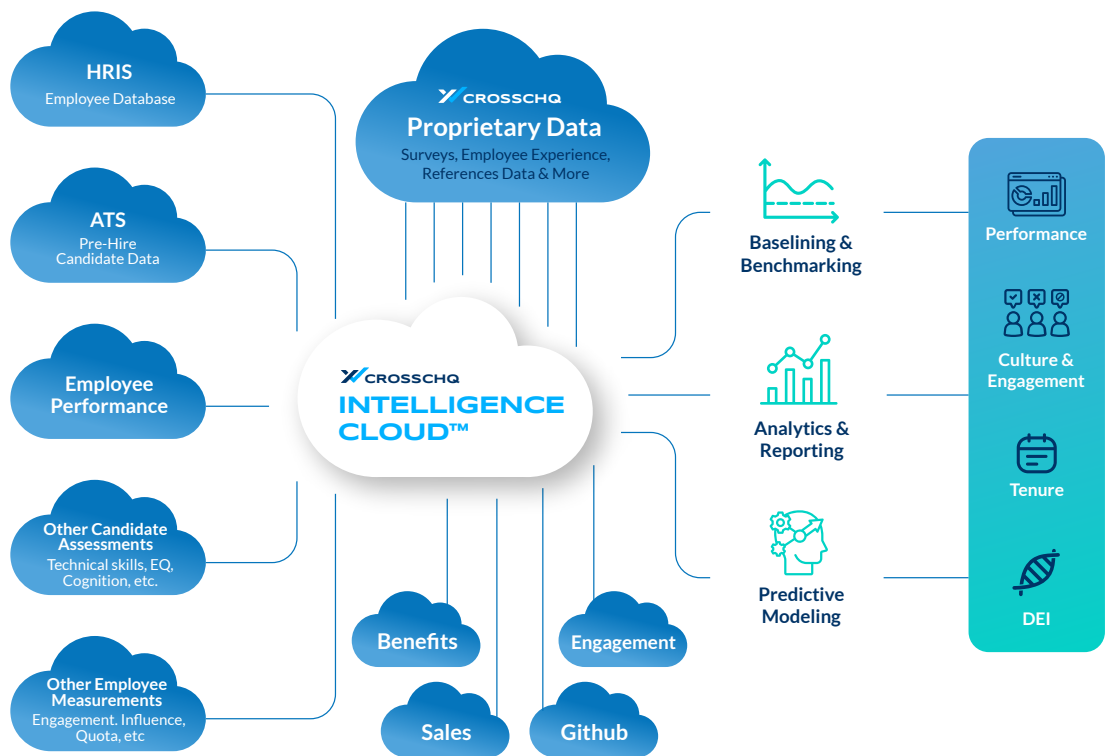 HRIS
Employee Database
ATS
Pre-Hire
Candidate Data
Employee
Performance
Other Candidate
Assessments
Technical skills, EQ,
Cognition, etc.
Other Employee
Measurements
Engagement. Influence,
Quota, etc
CROSSCHQ
Proprietary Data
Surveys, Employee Experience,
References Data & More
CROSSCHQ
INTELLIGENCE
CLOUD™
Benefits
Sales
Github
Engagement
Baselining &
Benchmarking
Analytics &
Reporting
Predictive
Modeling
Performance
Culture &
Engagement
Tenure
DEI